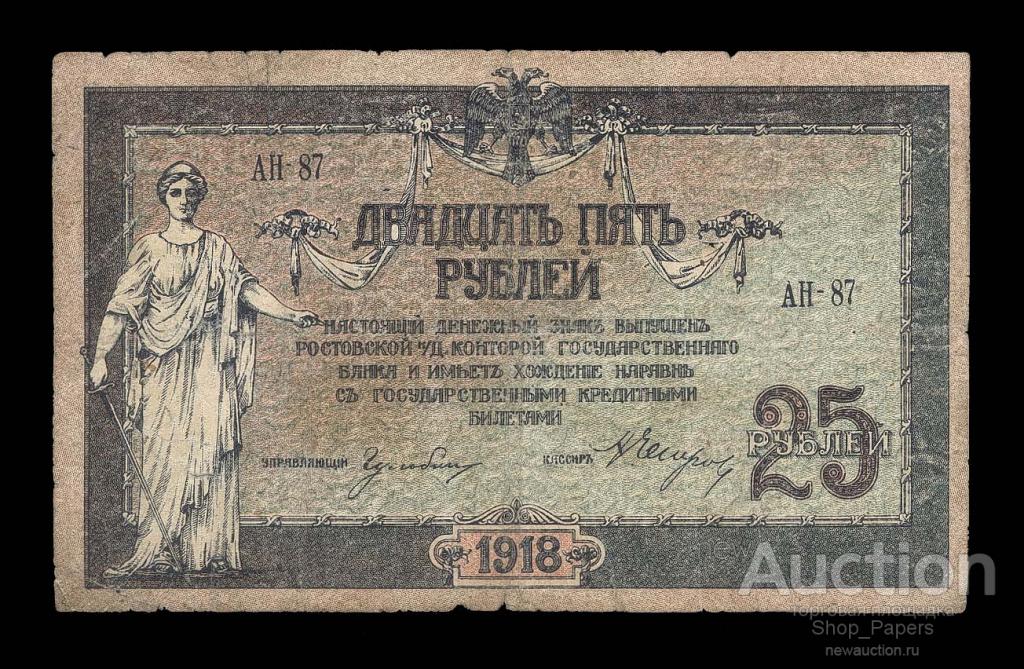 АН 87
ДВАДЦАТЬ ПЯТЬ
РУБЛЕЙ
АН - 87
НАСТОЯЩІЙ ДЕНЕЖНЫЙ ЗНАКЪ ВЫПУЩЕНЪ
РОСТОВСКОЙ Н/Д. КОНТОРОЙ ГОСУДАРСТВЕННАГО
БАНКА И ИМѢЕТЪ ХОЖДЕНІЕ НАРАВНѢ
СЪ ГОСУДАРСТВЕННЫМИ КРЕДИТНЫМИ
БИЛЕТАМИ
25
РУБЛЕЙ
УПРАВЛЯЮЩІЙ
КАССИРЪ
1918
Auction
торговая площадка
Shop_Papers
newauction.ru